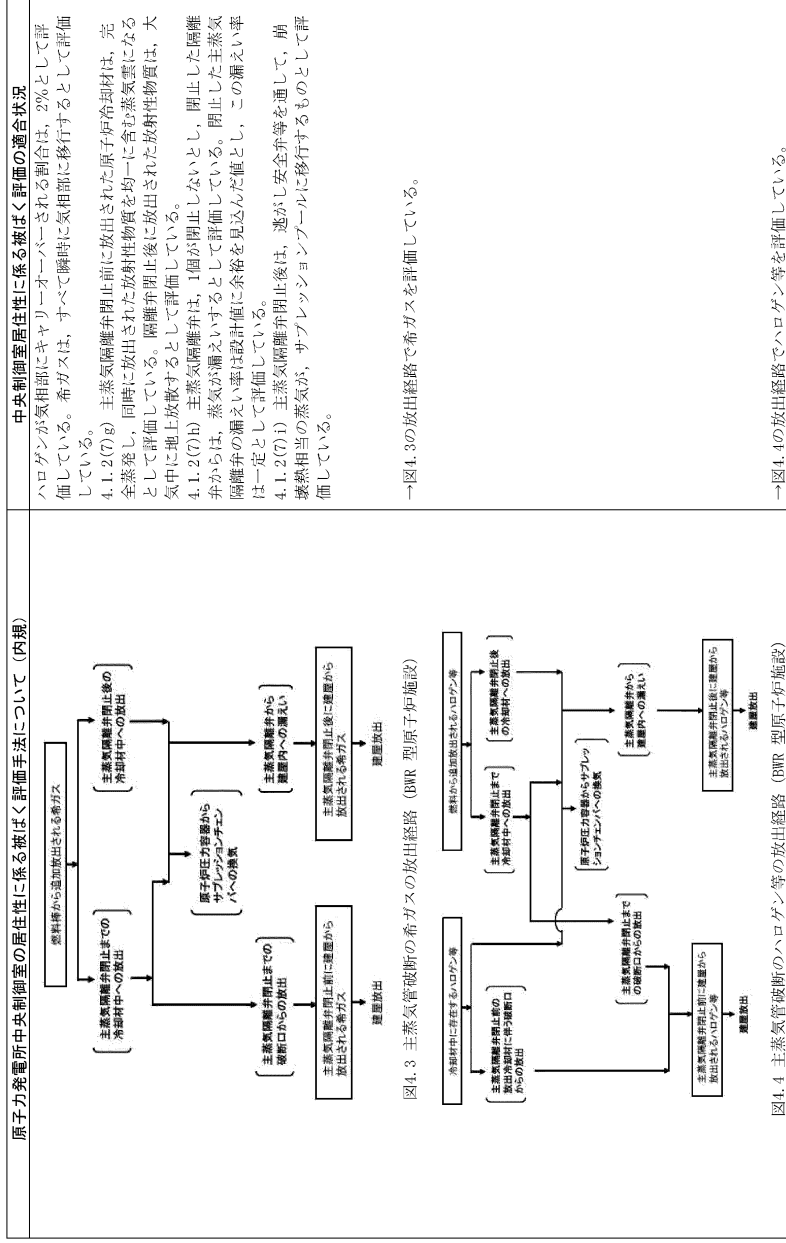 原子力発電所中央制御室の居住性に係る被ばく評価手法について（内規）
燃料棒から追加放出される希ガス
主蒸気隔離弁閉止までの
冷却材中への放出
主蒸気隔離弁閉止後の
冷却材中への放出
原子炉圧力容器から
サプレッションチェン
バへの換気
主蒸気隔離弁閉止までの
破断口からの放出
主蒸気隔離弁から
建屋内への漏えい
主蒸気隔離弁閉止前に建屋から
放出される希ガス
主蒸気隔離弁閉止後に建屋から
放出される希ガス
建屋放出
建屋放出
図4.3 主蒸気管破断の希ガスの放出経路（BWR 型原子炉施設）
冷却材中に存在するハロゲン等
燃料から追加放出されるハロゲン等
主蒸気隔離弁閉止前の
放出冷却材に伴う破断口
からの放出
主蒸気隔離弁閉止まで
冷却材中への放出
主蒸気隔離弁閉止後
の冷却材への放出
原子炉圧力容器からサプレッ
ションチェンバへの換気
主蒸気隔離弁閉止まで
の破断口からの放出
主蒸気隔離弁から
建屋内への漏えい
主蒸気隔離弁閉止前に建屋から
放出されるハロゲン等
主蒸気隔離弁閉止後に建屋から
放出されるハロゲン等
建屋放出
建屋放出
図4.4 主蒸気管破断のハロゲン等の放出経路（BWR 型原子炉施設）
中央制御室居住性に係る被ばく評価の適合状況
ハロゲンが気相部にキャリーオーバーされる割合は，2%として評
価している。希ガスは，すべて瞬時に気相部に移行するとして評価
している。
4.1.2(7)g) 主蒸気隔離弁閉止前に放出された原子炉冷却材は，完
全蒸発し，同時に放出された放射性物質を均一に含む蒸気雲になる
として評価している。隔離弁閉止後に放出された放射性物質は，大
気中に地上放散するとして評価している。
4.1.2(7)h) 主蒸気隔離弁は，1個が閉止しないとし，閉止した隔離
弁からは，蒸気が漏えいするとして評価している。閉止した主蒸気
隔離弁の漏えい率は設計値に余裕を見込んだ値とし，この漏えい率
は一定として評価している。
4.1.2(7)i) 主蒸気隔離弁閉止後は，逃がし安全弁等を通して，崩
壊熱相当の蒸気が，サプレッションプールに移行するものとして評
価している。
→図4.3の放出経路で希ガスを評価している。
→図4.4の放出経路でハロゲン等を評価している。